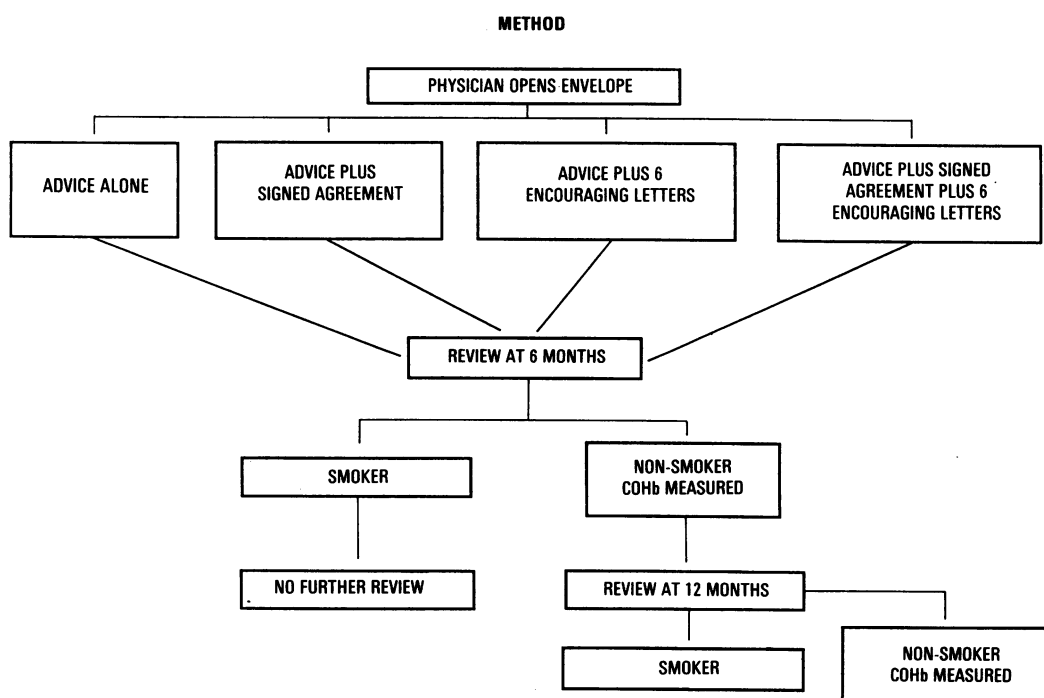 METHOD
PHYSICIAN OPENS ENVELOPE
ADVICE ALONE
ADVICE PLUS
SIGNED AGREEMENT
ADVICE PLUS 6
ENCOURAGING LETTERS
ADVICE PLUS SIGNED
AGREEMENT PLUS 6
ENCOURAGING LETTERS
REVIEW AT 6 MONTHS
SMOKER
NON-SMOKER
COHb MEASURED
NO FURTHER REVIEW
REVIEW AT 12 MONTHS
SMOKER
NON-SMOKER
COHb MEASURED